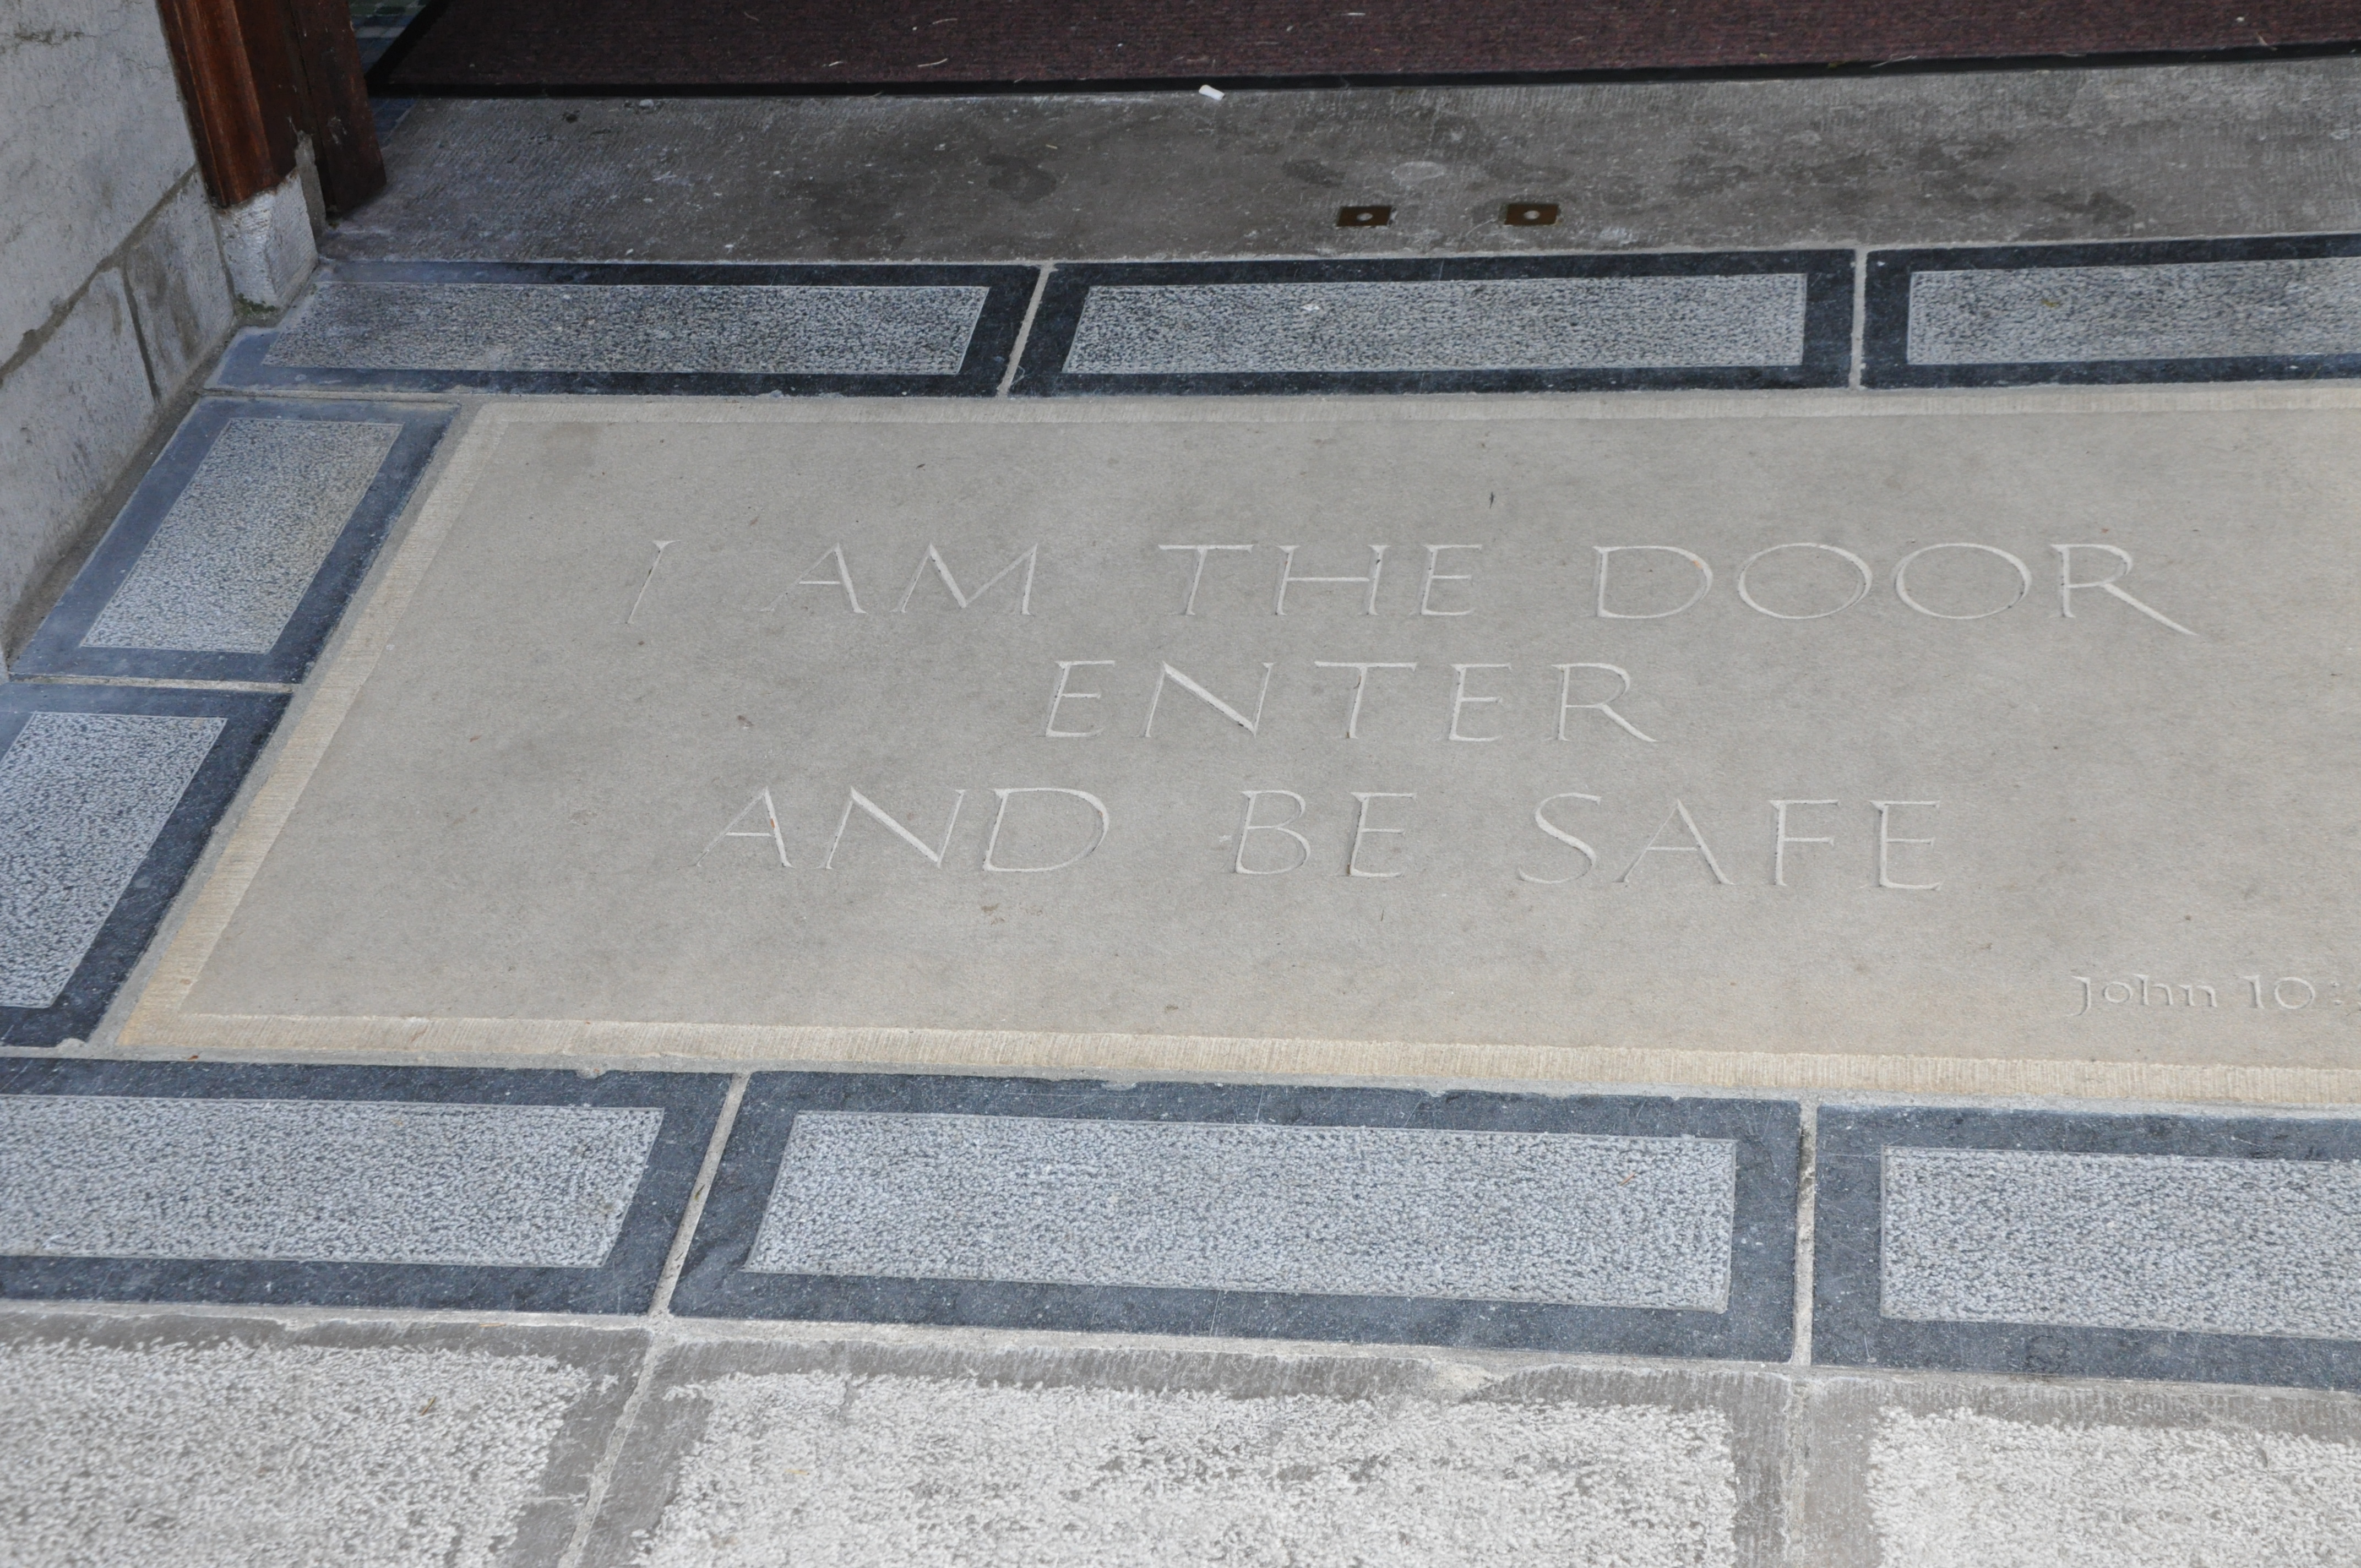 I AM THE DOOR
ENTER
AND BE SAFE
John 10: